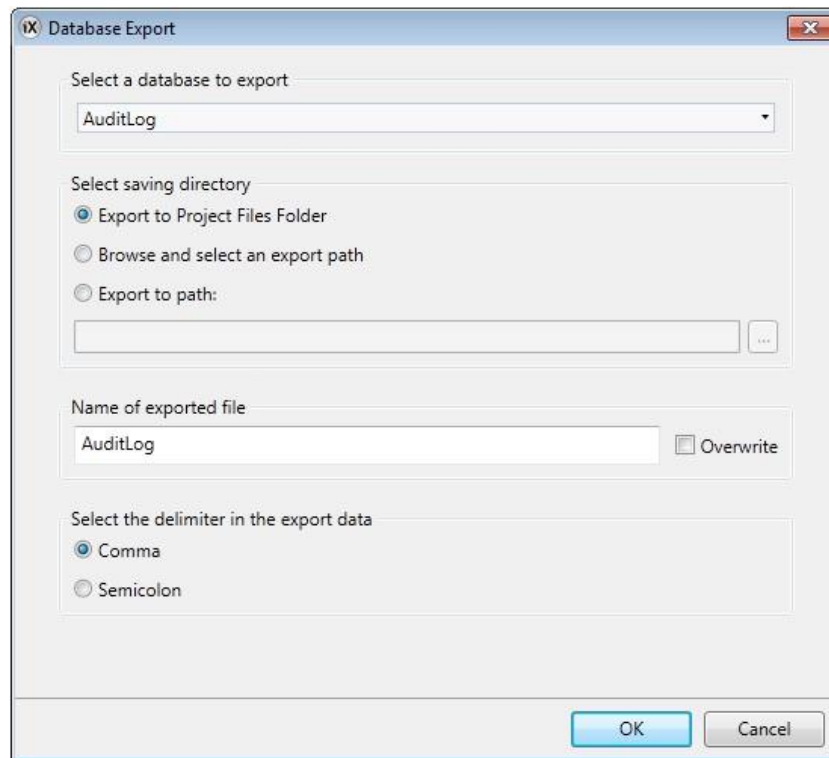 iX Database Export
Select a database to export
AuditLog
Select saving directory
Export to Project Files Folder
Browse and select an export path
Export to path:
...
Name of exported file
AuditLog
Overwrite
Select the delimiter in the export data
Comma
Semicolon
OK Cancel